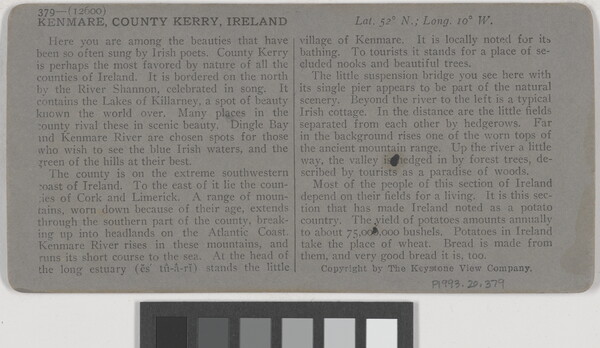 379—(12600)
KENMARE, COUNTY KERRY, IRELAND
Lat. 52° N.; Long. 10° W.
Here you are among the beauties that have
been so often sung by Irish poets. County Kerry
is perhaps the most favored by nature of all the
counties of Ireland. It is bordered on the north
by the River Shannon, celebrated in song. It
contains the Lakes of Killarney, a spot of beauty
known the world over. Many places in the
county rival these in scenic beauty. Dingle Bay
and Kenmare River are chosen spots for those
who wish to see the blue Irish waters, and the
green of the hills at their best.
The county is on the extreme southwestern
coast of Ireland. To the east of it lie the coun-
ties of Cork and Limerick. A range of moun-
tains, worn down because of their age, extends
through the southern part of the county, break-
ing up into headlands on the Atlantic Coast.
Kenmare River rises in these mountains, and
runs its short course to the sea. At the head of
the long estuary (ĕs´ tû-â-rĭ) stands the little
village of Kenmare. It is locally noted for its
bathing. To tourists it stands for a place of se-
cluded nooks and beautiful trees.
The little suspension bridge you see here with
its single pier appears to be part of the natural
scenery. Beyond the river to the left is a typical
Irish cottage. In the distance are the little fields
separated from each other by hedgerows. Far
in the background rises one of the worn tops of
the ancient mountain range. Up the river a little
way, the valley is hedged in by forest trees, de-
scribed by tourists as a paradise of woods.
Most of the people of this section of Ireland
depend on their fields for a living. It is this sec-
tion that has made Ireland noted as a potato
country. The yield of potatoes amounts annually
to about 75,000,000 bushels. Potatoes in Ireland
take the place of wheat. Bread is made from
them, and very good bread it is, too.
Copyright by The Keystone View Company.
P1993.20.379